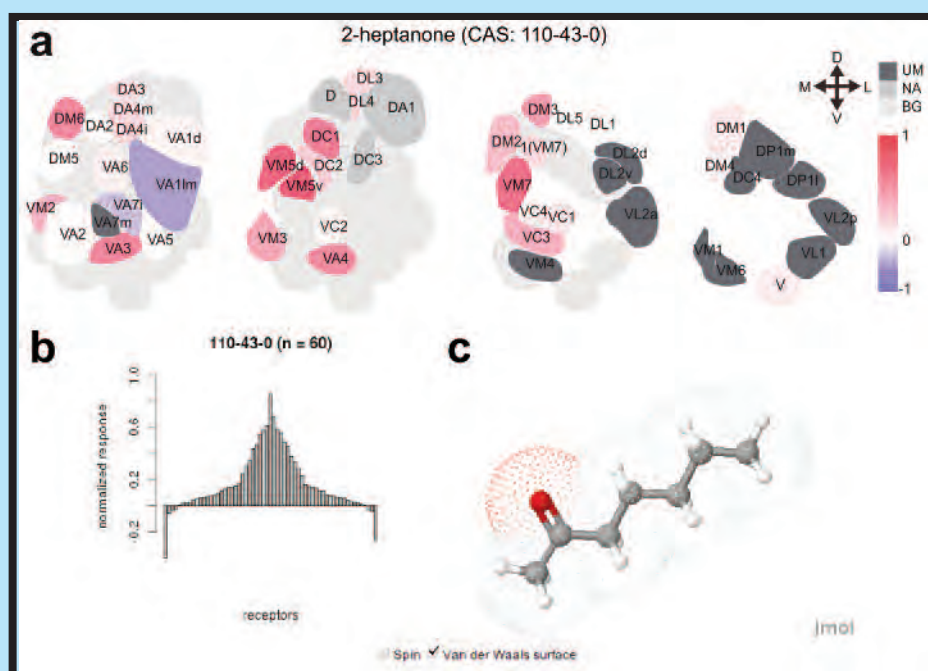 a
2-heptanone (CAS: 110-43-0)
DA3
DA4m
DM6
DA2
DA4i
VA1d
DM5
VA6
VA1lm
VM2
VA7i
VA7m
VA2
VA5
VA3
DL3
D
DL4
DA1
DC1
DC3
VM5d
DC2
VM5v
VM3
VC2
VA4
DM3
DL5
DL1
DM2
1(VM7)
DL2d
DL2v
VM7
VC4
VC1
VL2a
VC3
VM4
DM1
DP1m
DM4
DC4
DP1l
VL2p
VM1
VL1
VM6
V
D
M
L
V
UM
NA
BG
1
0
-1
b
110-43-0 (n = 60)
normalized response
1.0
0.6
0.2
-0.2
receptors
c
jmol
Spin
Van der Waals surface